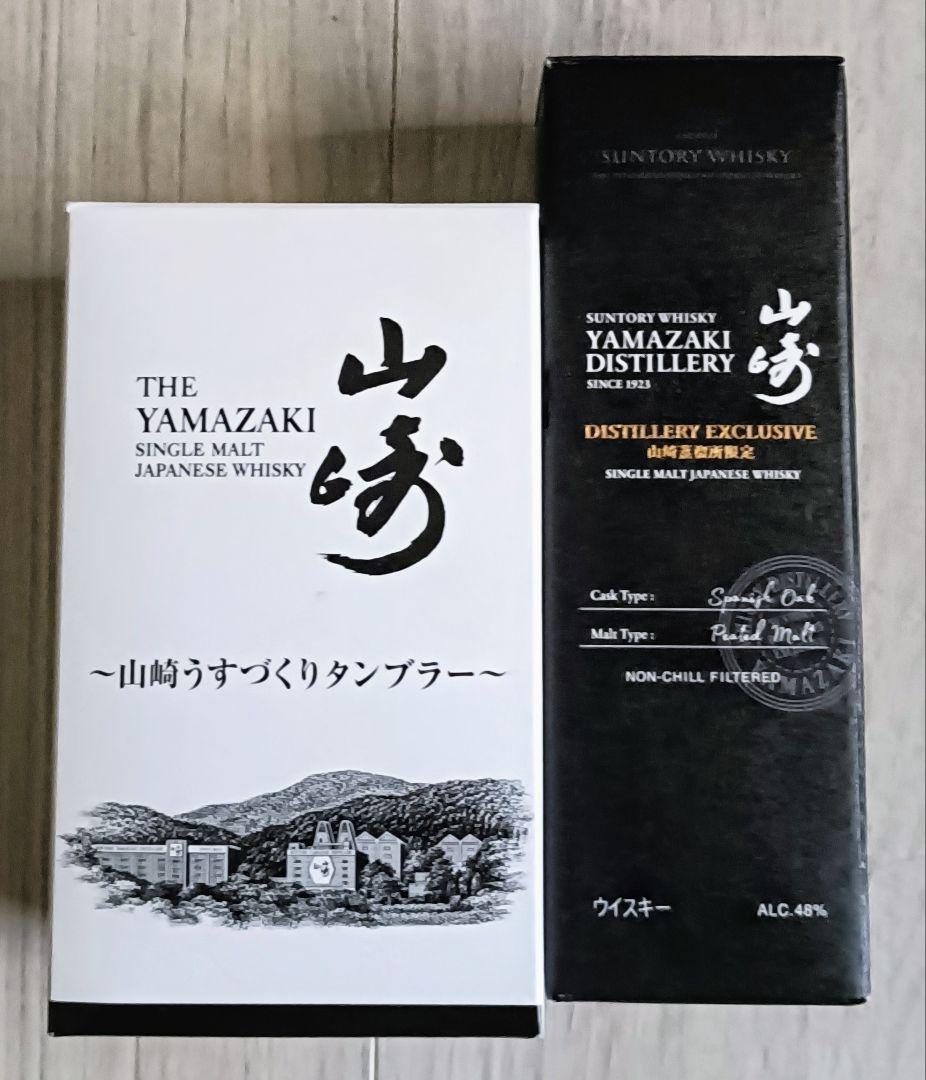 THE
YAMAZAKI
SINGLE MALT
JAPANESE WHISKY
山崎
~山崎うすづくりタンブラー~
SUNTORY WHISKY
SUNTORY WHISKY
YAMAZAKI
DISTILLERY
SINCE 1923
山崎
DISTILLERY EXCLUSIVE
山崎蒸溜所限定
SINGLE MALT JAPANESE WHISKY
Cask Type : Spanish Oak
Malt Type : Peated Malt
NON-CHILL FILTERED
ウイスキー
ALC. 48%